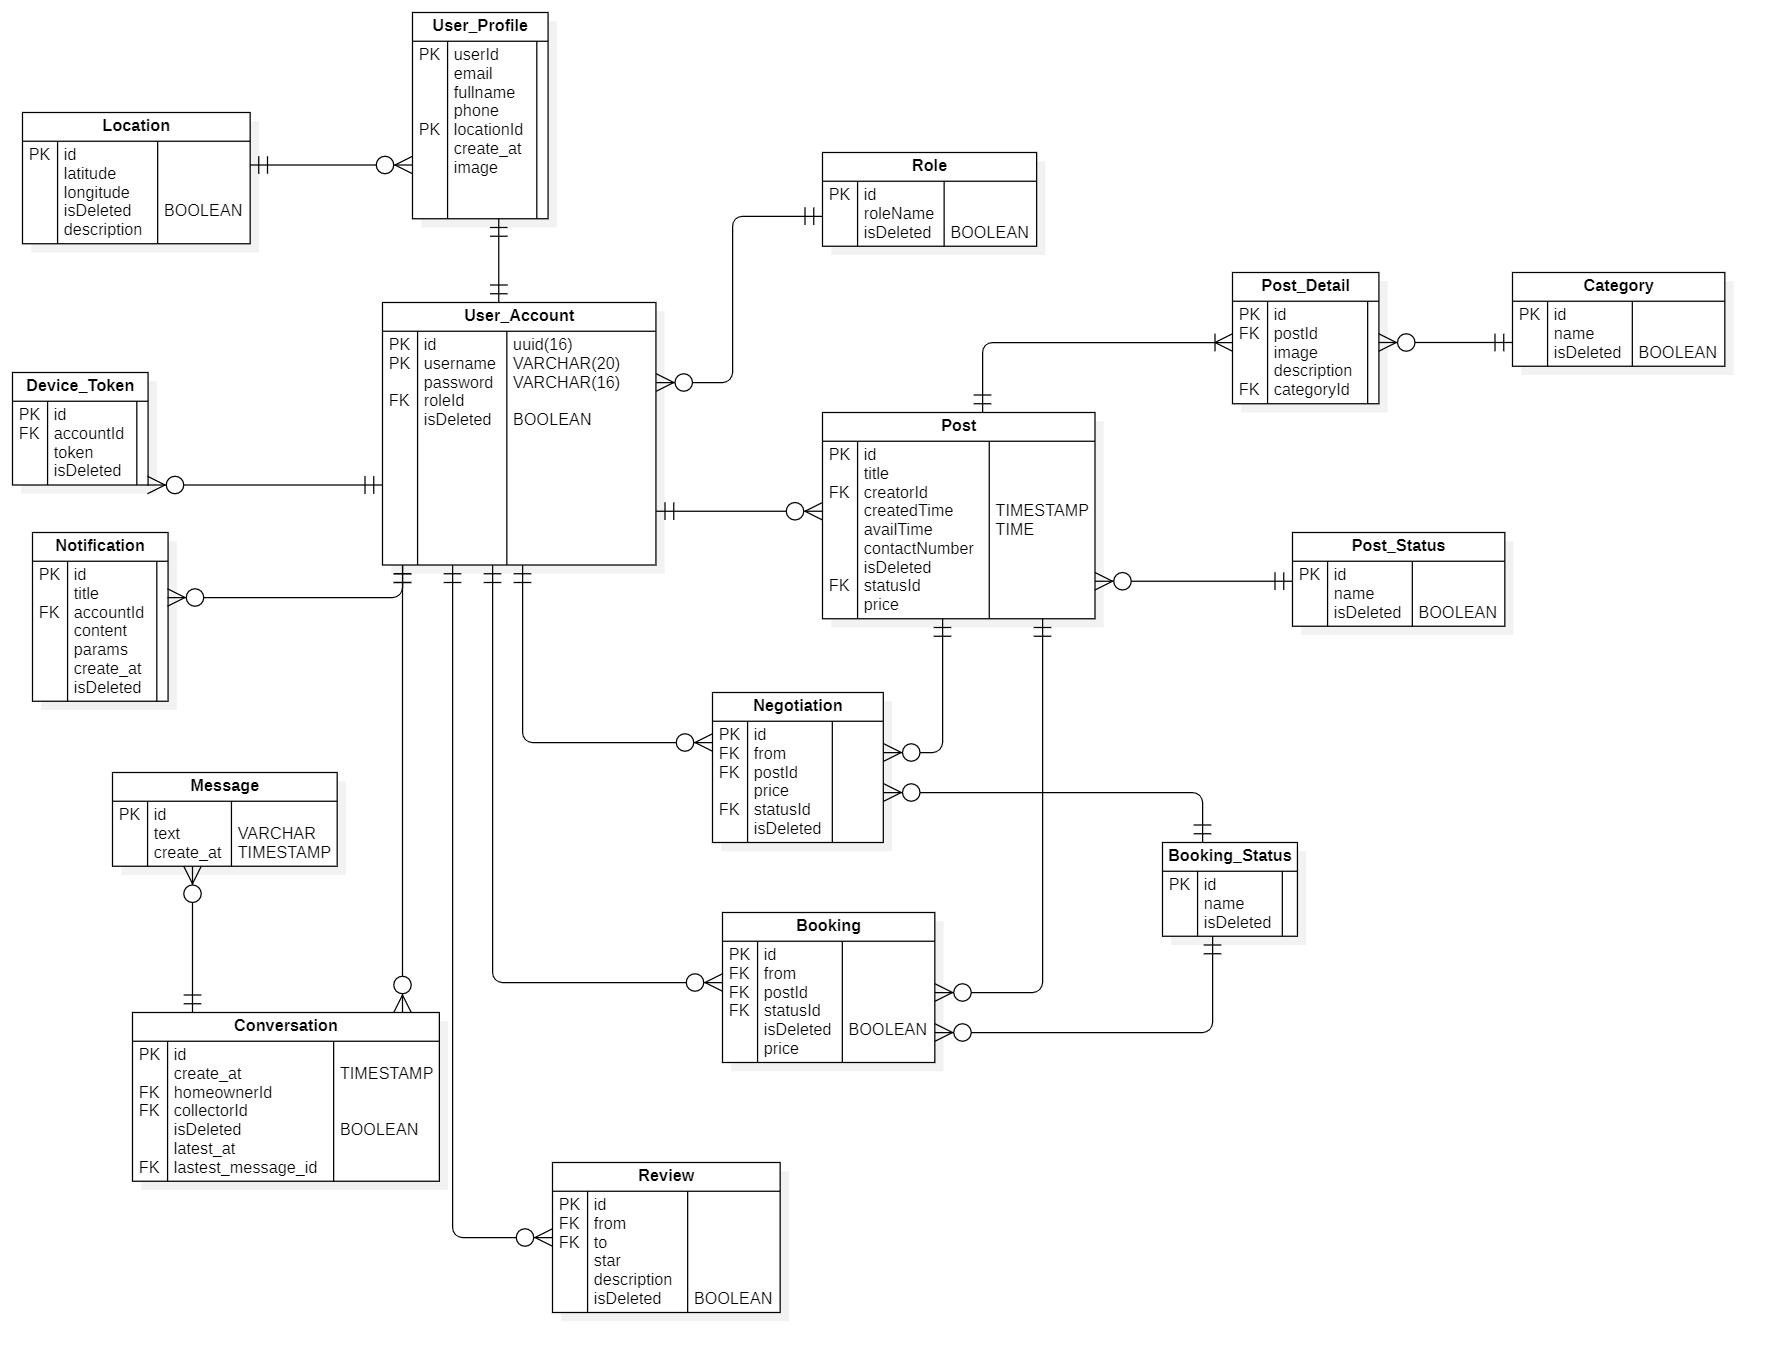 User_Profile
PK userId
email
fullname
phone
PK locationId
create_at
image
Location
PK id
latitude
longitude
isDeleted BOOLEAN
description
Role
PK id
roleName
isDeleted BOOLEAN
User_Account
PK id uuid(16)
PK username VARCHAR(20)
password VARCHAR(16)
FK roleId
isDeleted BOOLEAN
Post_Detail
PK id
FK postId
image
description
FK categoryId
Category
PK id
name
isDeleted BOOLEAN
Device_Token
PK id
FK accountId
token
isDeleted
Post
PK id
title
FK creatorId
createdTime TIMESTAMP
availTime TIME
contactNumber
isDeleted
FK statusId
price
Notification
PK id
title
FK accountId
content
params
create_at
isDeleted
Post_Status
PK id
name
isDeleted BOOLEAN
Negotiation
PK id
FK from
FK postId
price
FK statusId
isDeleted
Message
PK id
text VARCHAR
create_at TIMESTAMP
Booking_Status
PK id
name
isDeleted
Booking
PK id
FK from
FK postId
FK statusId
isDeleted BOOLEAN
price
Conversation
PK id
create_at TIMESTAMP
FK homeownerId
FK collectorId
isDeleted BOOLEAN
latest_at
FK lastest_message_id
Review
PK id
FK from
FK to
star
description
isDeleted BOOLEAN